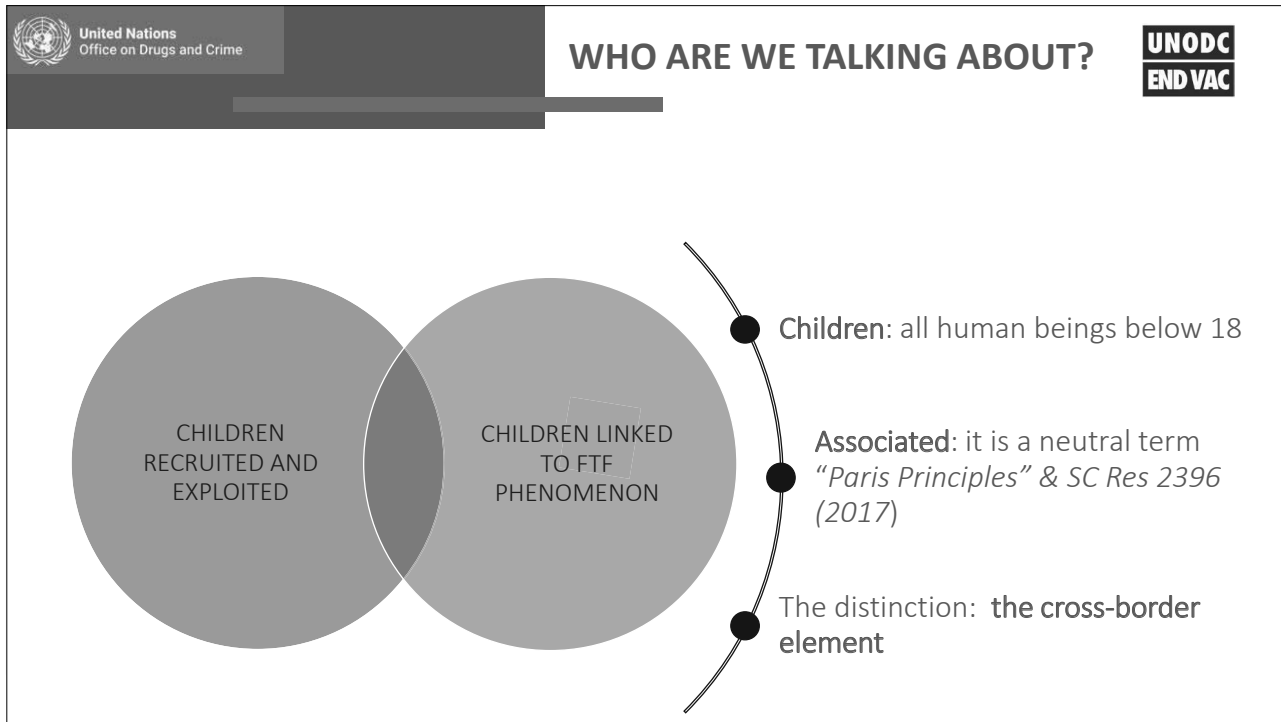 United Nations
Office on Drugs and Crime
WHO ARE WE TALKING ABOUT?
UNODC
END VAC
CHILDREN
RECRUITED AND
EXPLOITED
CHILDREN LINKED
TO FTF
PHENOMENON
Children: all human beings below 18
Associated: it is a neutral term
“Paris Principles” & SC Res 2396
(2017)
The distinction: the cross-border
element